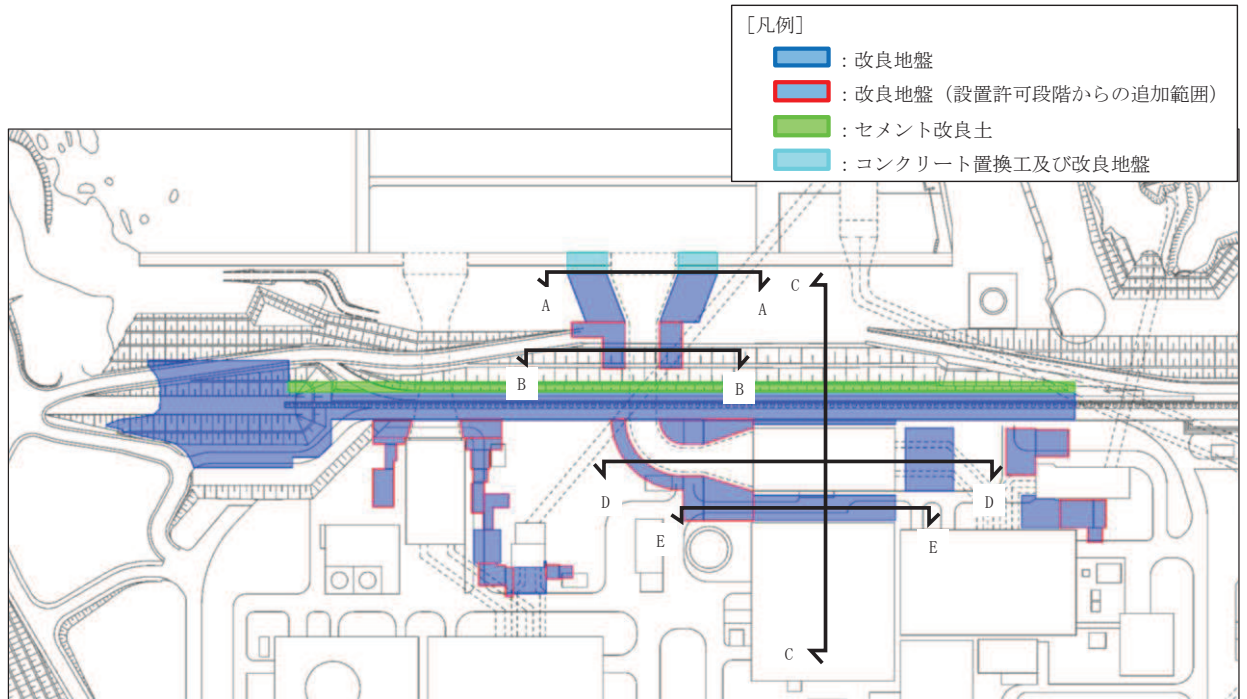 [凡例]
：改良地盤
：改良地盤（設置許可段階からの追加範囲）
：セメント改良土
：コンクリート置換工及び改良地盤
A
A
C
B
B
D
D
E
E
C